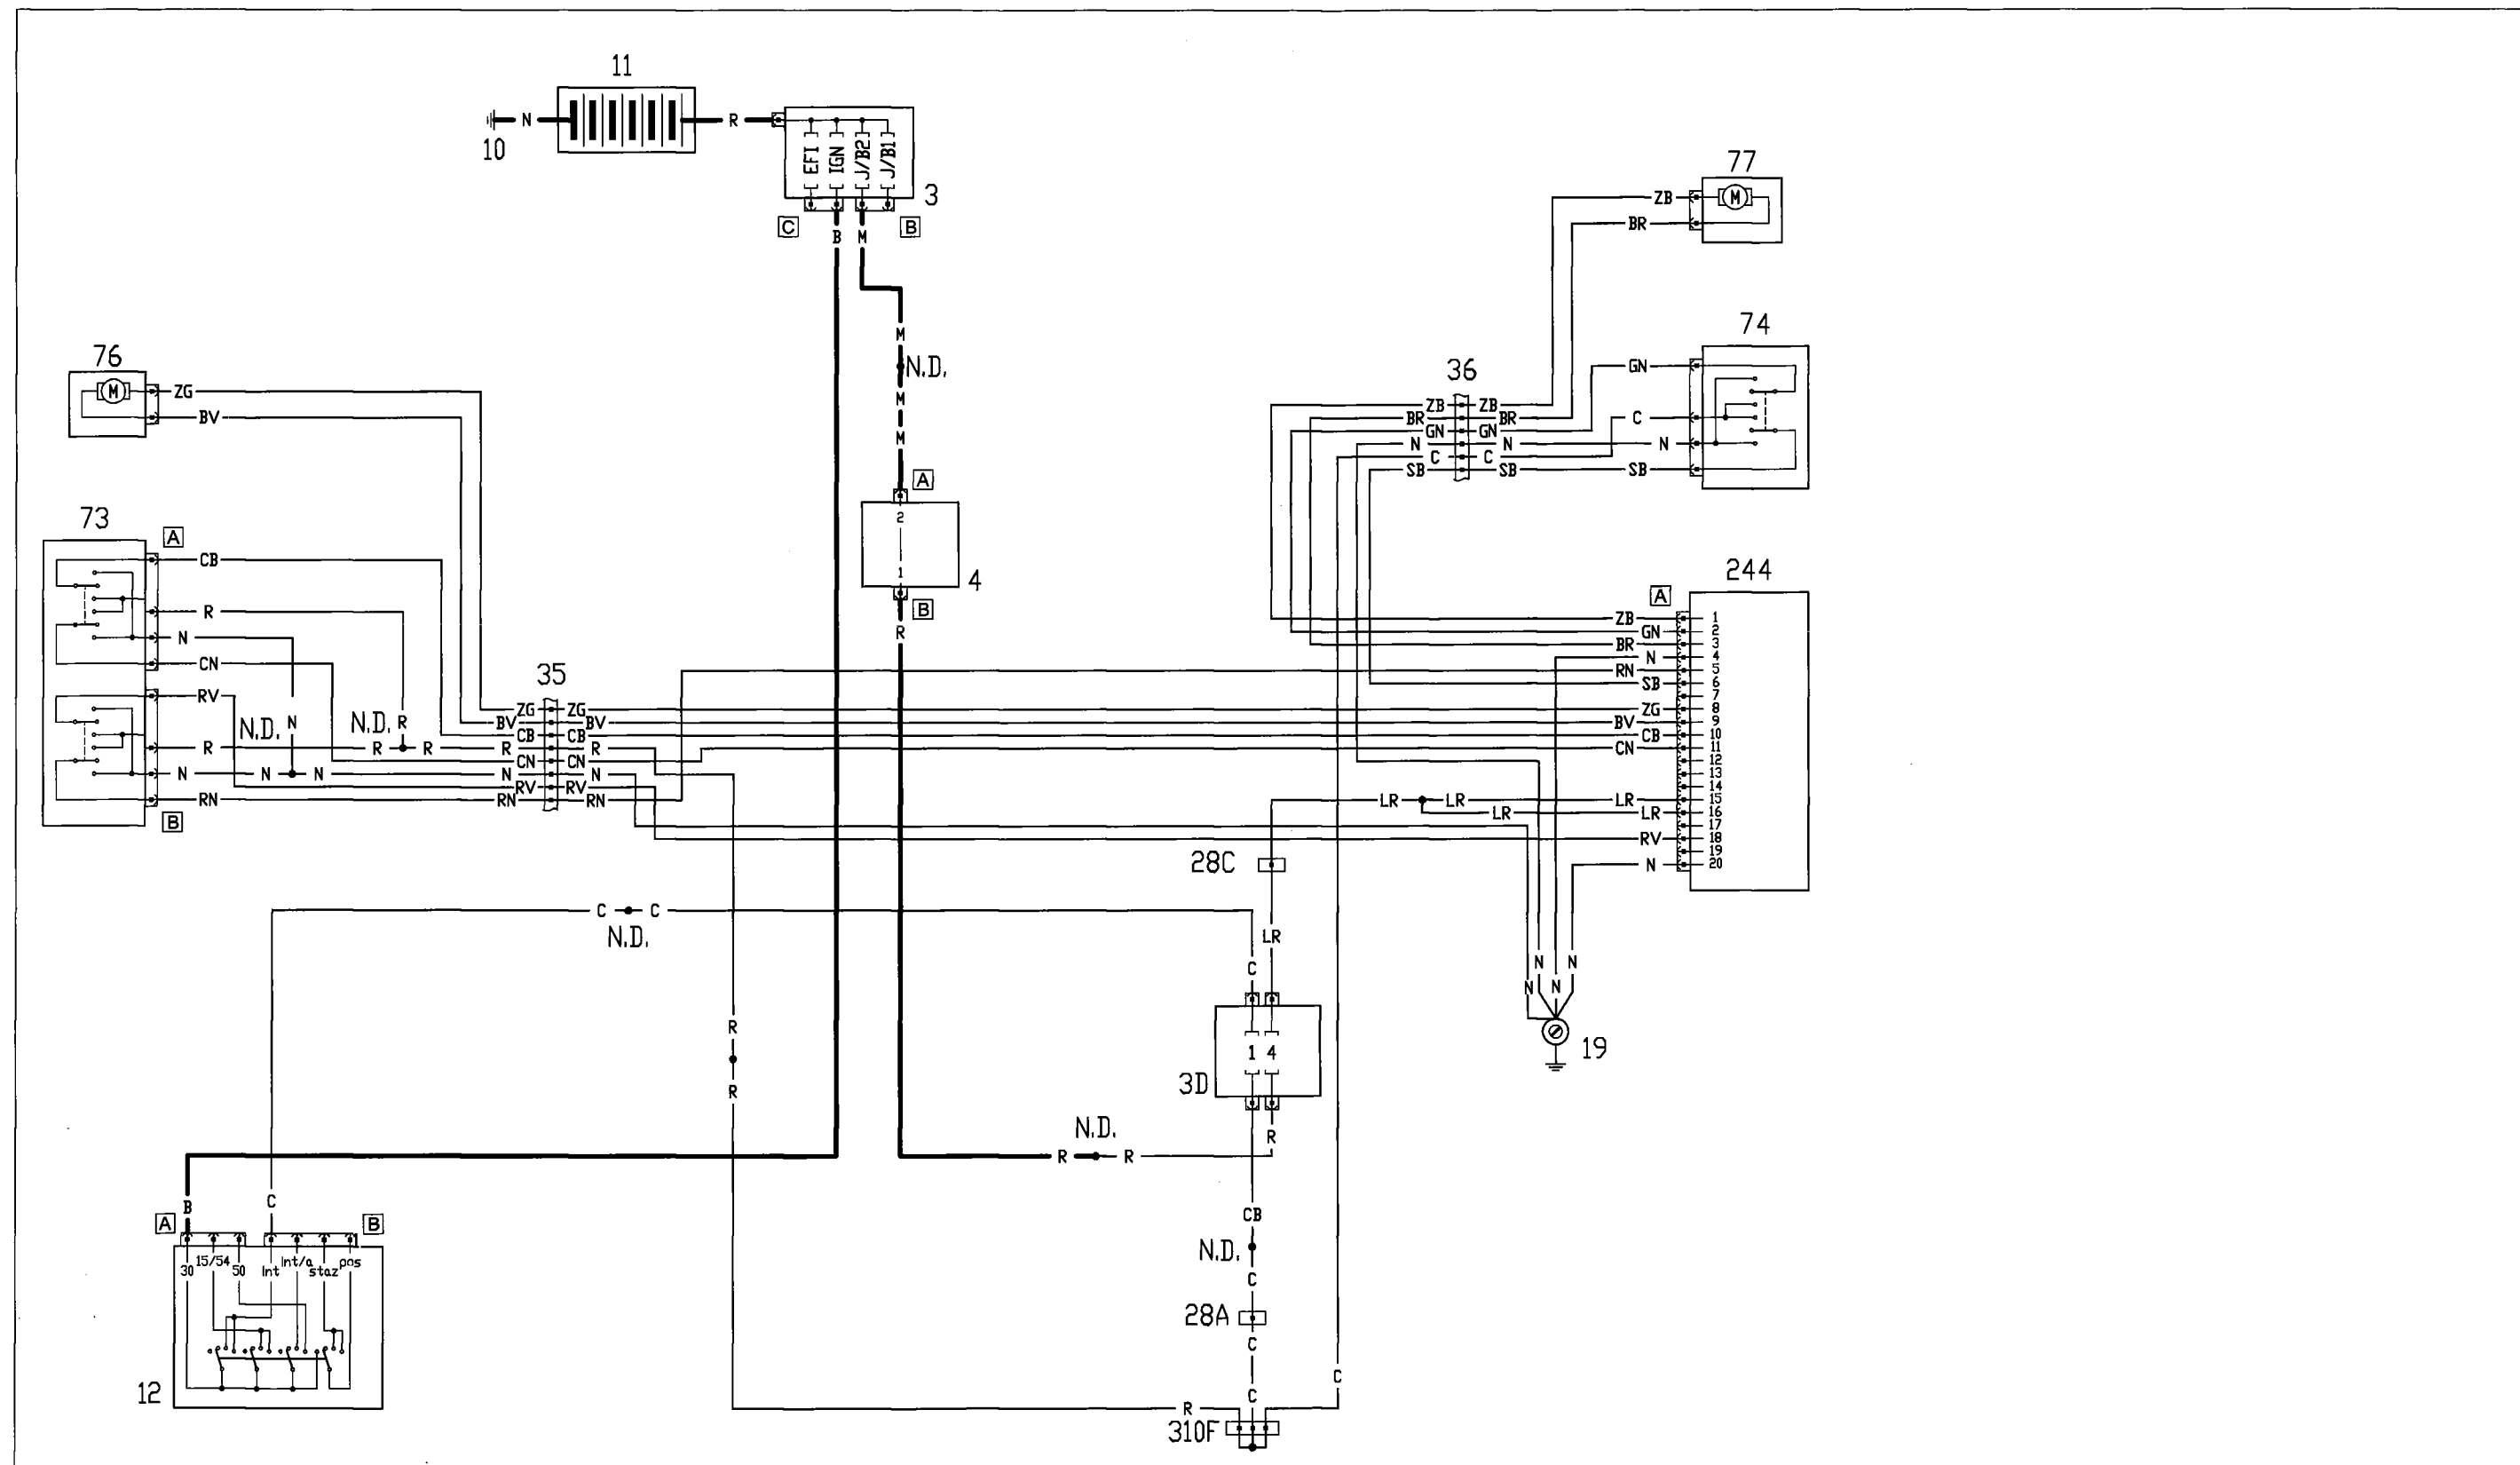 11
N
R
10
EFI
IGN
J/B2
J/B1
3
C
B
M
B
77
M
ZB
BR
M
N.D.
M
M
76
M
ZG
BV
74
GN
C
N
SB
36
ZB ZB
BR BR
GN GN
N N
C C
SB SB
A
2
1
4
B
R
73
A
CB
R
N
CN
RV
N.D.
N
N.D.
R
R
R
R
R
N
N
N
N
RN
RN
B
35
ZG ZG
BV BV
CB CB
R
CN CN
N
RV RV
RN
244
A
ZB 1
GN 2
BR 3
N 4
RN 5
SB 6
7
ZG 8
BV 9
CB 10
CN 11
12
13
14
LR LR LR 15
LR LR 16
17
RV 18
19
N 20
28C
C C
N.D.
LR
C
N
N
N
N
19
R
R
1 4
3D
R
N.D.
R R
C
B
A
B
30
15/54
50
Int
Int/a
staz
pos
12
CB
N.D.
C
28A
C
C
C
R
310F